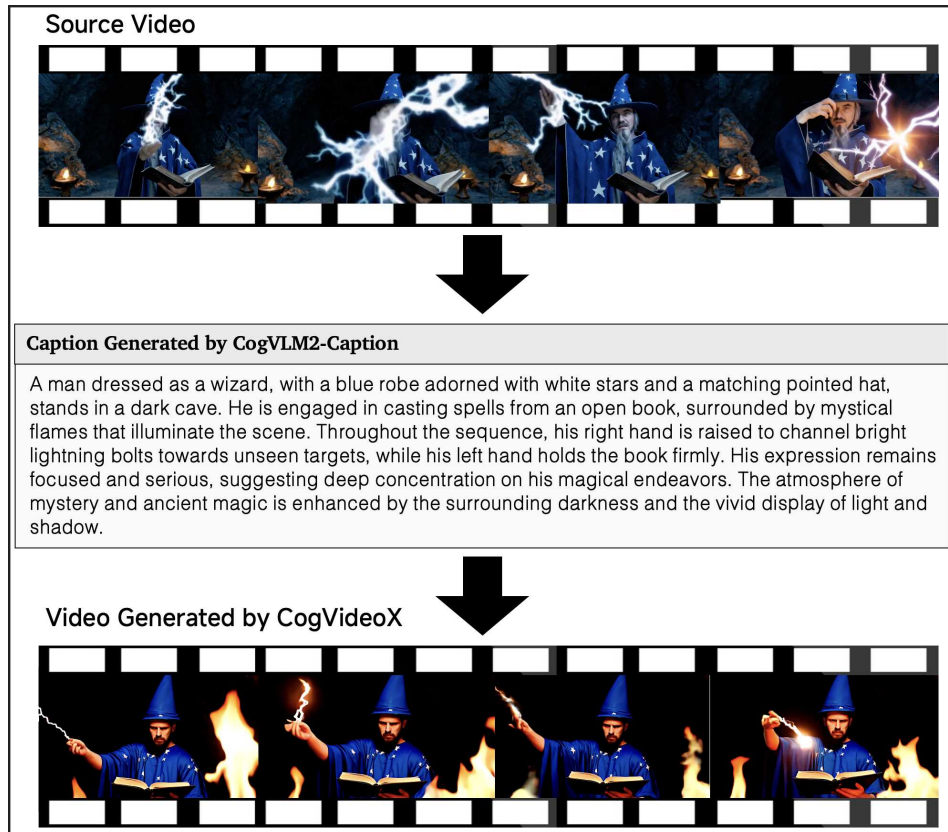 Source Video
Caption Generated by CogVLM2-Caption
A man dressed as a wizard, with a blue robe adorned with white stars and a matching pointed hat,
stands in a dark cave. He is engaged in casting spells from an open book, surrounded by mystical
flames that illuminate the scene. Throughout the sequence, his right hand is raised to channel bright
lightning bolts towards unseen targets, while his left hand holds the book firmly. His expression remains
focused and serious, suggesting deep concentration on his magical endeavors. The atmosphere of
mystery and ancient magic is enhanced by the surrounding darkness and the vivid display of light and
shadow.
Video Generated by CogVideoX